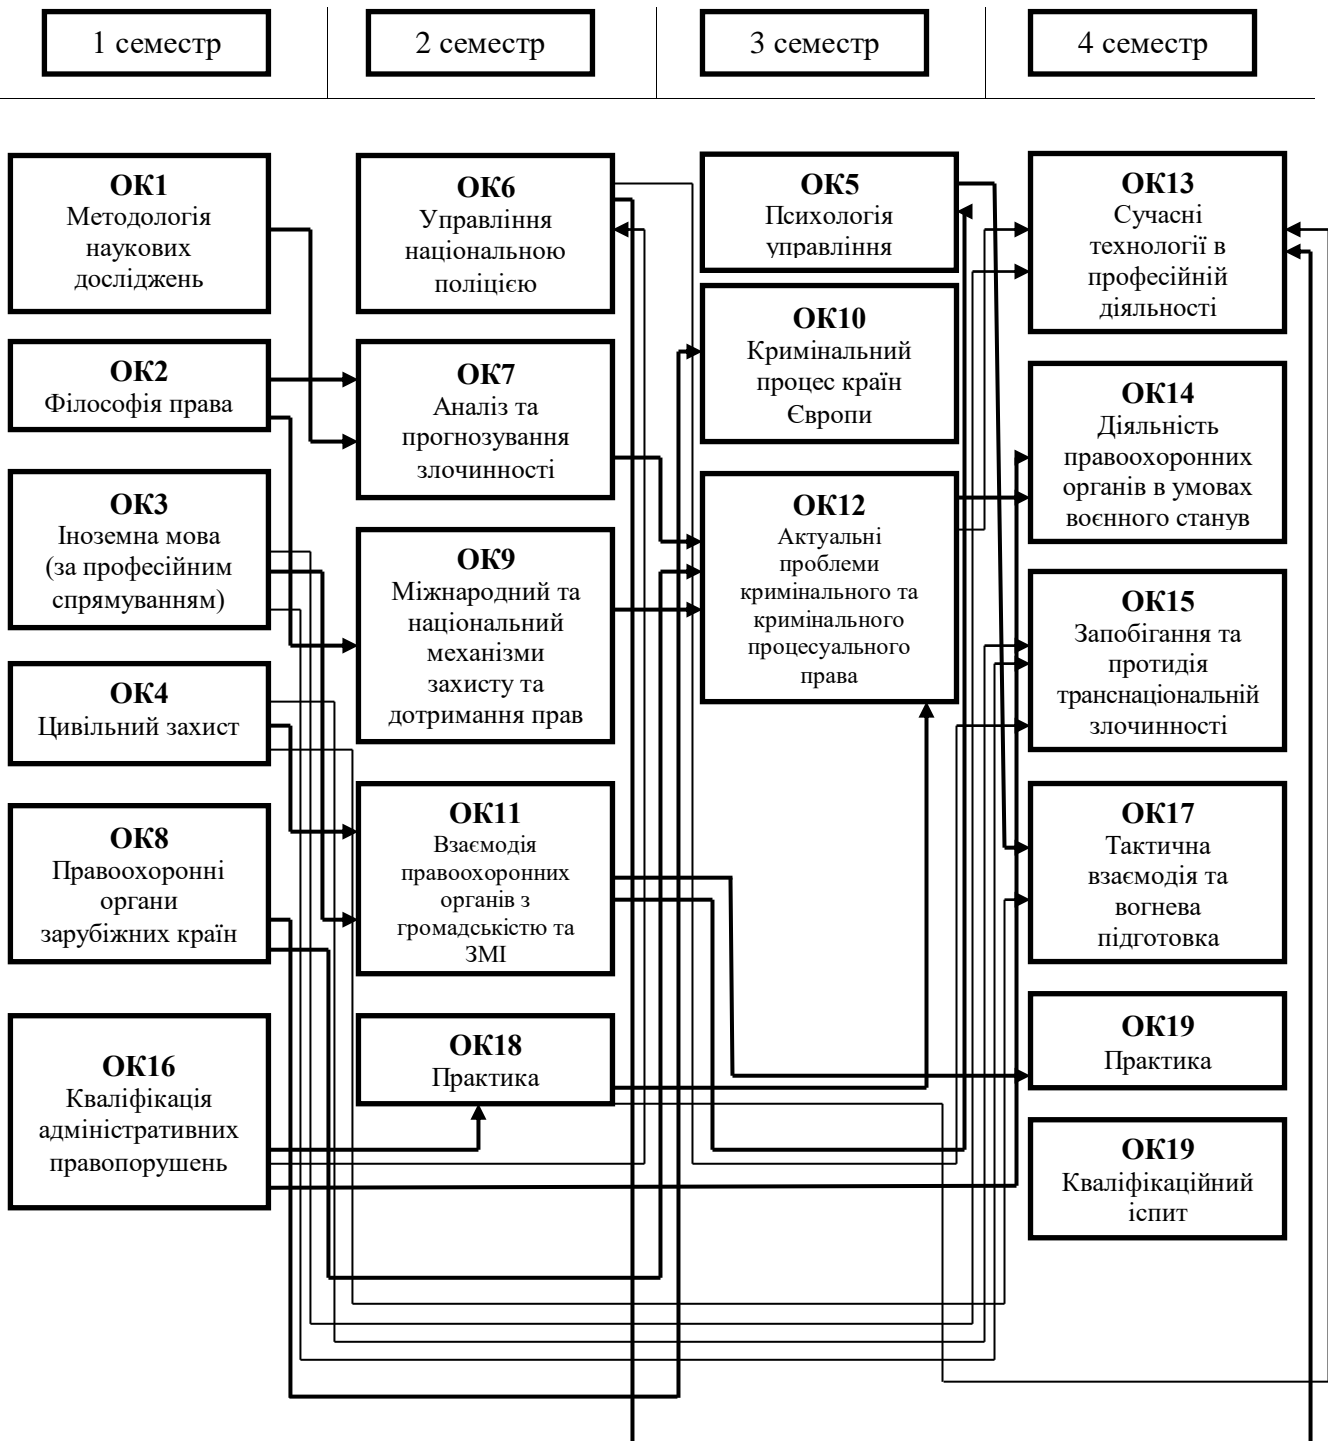 1 семестр
2 семестр
3 семестр
4 семестр
ОК1
Методологія
наукових
досліджень
ОК2
Філософія права
ОК3
Іноземна мова
(за професійним
спрямуванням)
ОК4
Цивільний захист
ОК8
Правоохоронні
органи
зарубіжних країн
ОК16
Кваліфікація
адміністративних
правопорушень
ОК6
Управління
національною
поліцією
ОК7
Аналіз та
прогнозування
злочинності
ОК9
Міжнародний та
національний
механізми
захисту та
дотримання прав
ОК11
Взаємодія
правоохоронних
органів з
громадськістю та
ЗМІ
ОК18
Практика
ОК5
Психологія
управління
ОК10
Кримінальний
процес країн
Європи
ОК12
Актуальні
проблеми
кримінального та
кримінального
процесуального
права
ОК13
Сучасні
технології в
професійній
діяльності
ОК14
Діяльність
правоохоронних
органів в умовах
воєнного станув
ОК15
Запобігання та
протидія
транснаціональній
злочинності
ОК17
Тактична
взаємодія та
вогнева
підготовка
ОК19
Практика
ОК19
Кваліфікаційний
іспит